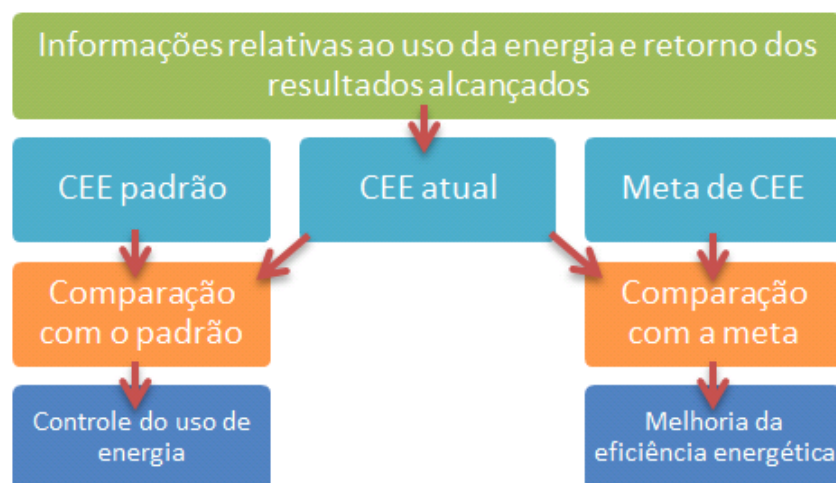 Informações relativas ao uso da energia e retorno dos
resultados alcançados
CEE padrão
CEE atual
Meta de CEE
Comparação
com o padrão
Comparação
com a meta
Controle do uso de
energia
Melhoria da
eficiência energética